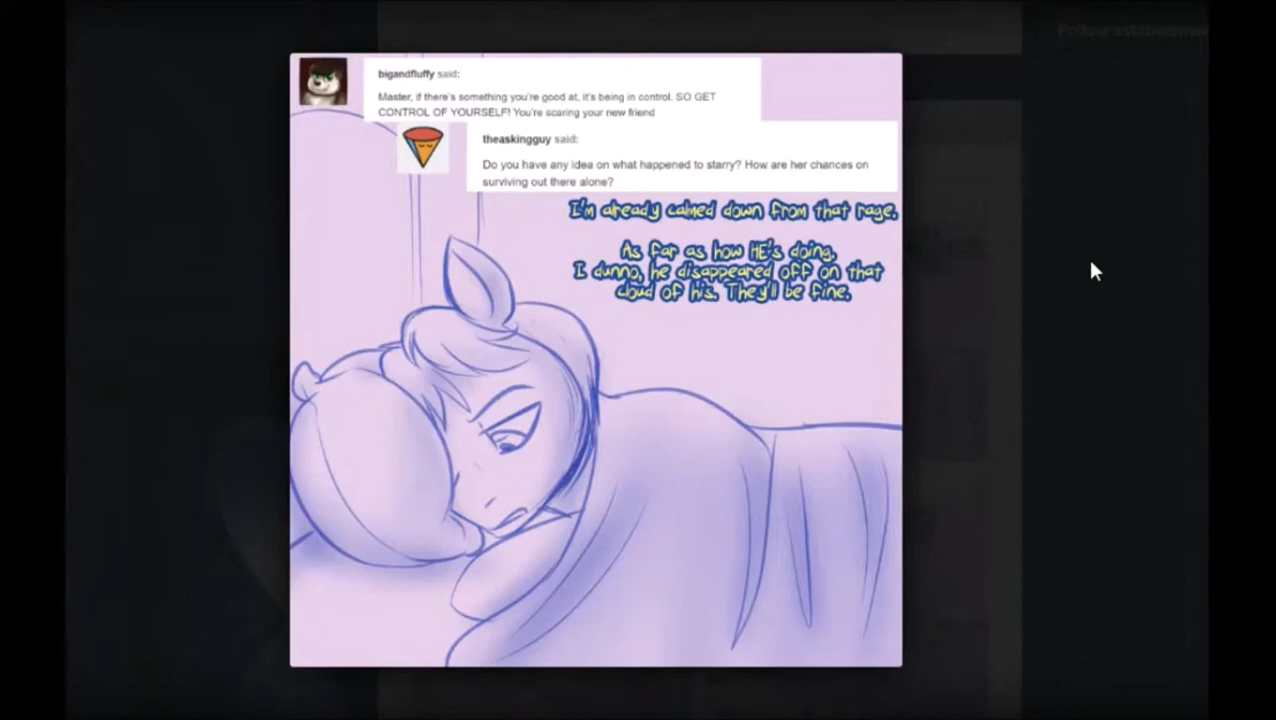 bigandfluffy said:
Master, if there's something you're good at, it's being in control. SO GET
CONTROL OF YOURSELF! You're scaring your new friend
theaskingguy said:
Do you have any idea on what happened to starry? How are her chances on
surviving out there alone?
I'm already calmed down from that rage.
As far as how HE's doing,
I dunno, he disappeared off on that
cloud of his. They'll be fine.